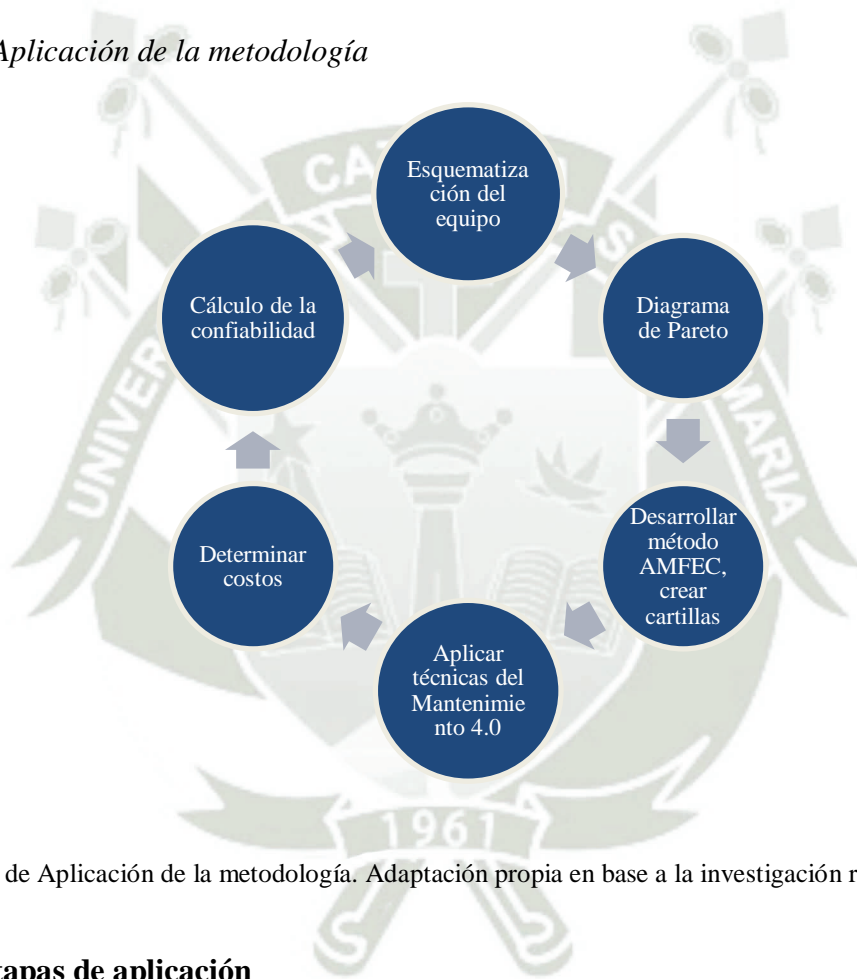 Aplicación de la metodología
Esquematiza
ción del
equipo
Diagrama
de Pareto
Desarrollar
método
AMFEC,
crear
cartillas
Aplicar
técnicas del
Mantenimie
nto 4.0
Determinar
costos
Cálculo de la
confiabilidad
1961
de Aplicación de la metodología. Adaptación propia en base a la investigación
tapas de aplicación